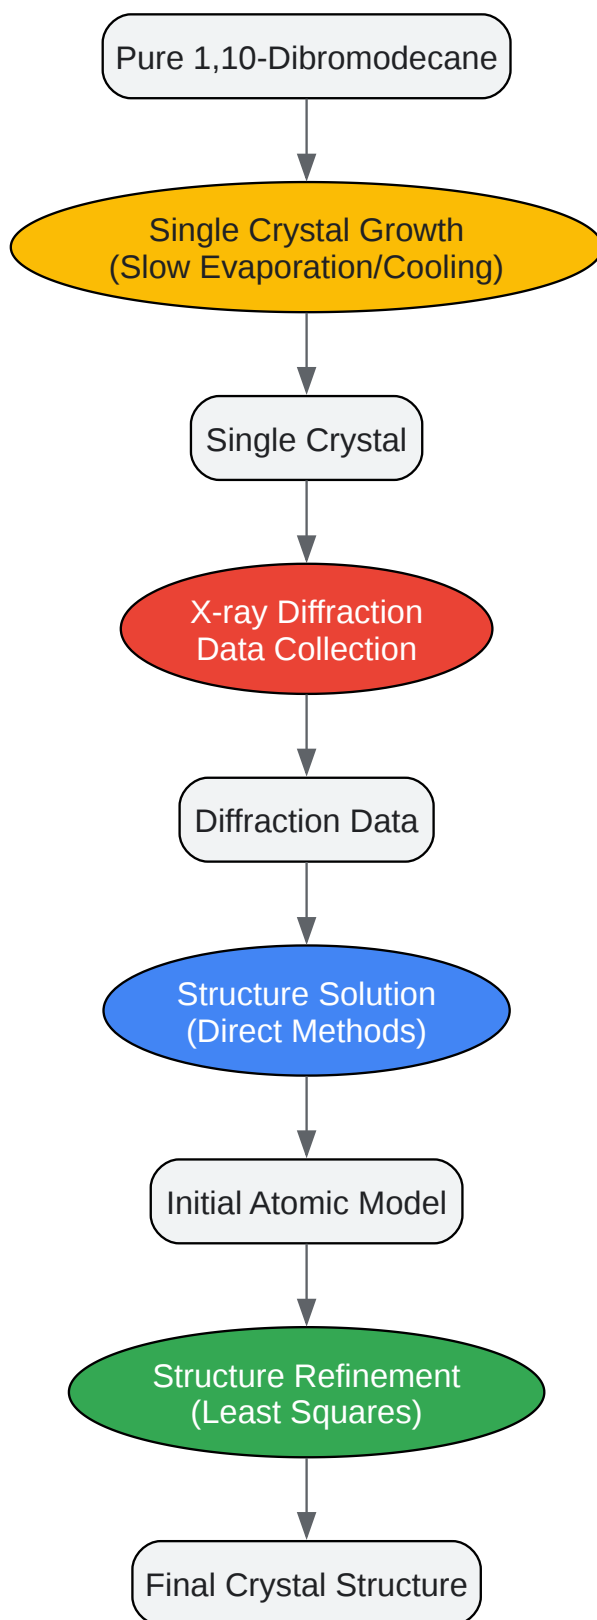 Pure 1,10-Dibromodecane
Single Crystal Growth
(Slow Evaporation/Cooling)
Single Crystal
X-ray Diffraction
Data Collection
Diffraction Data
Structure Solution
(Direct Methods)
Initial Atomic Model
Structure Refinement
(Least Squares)
Final Crystal Structure